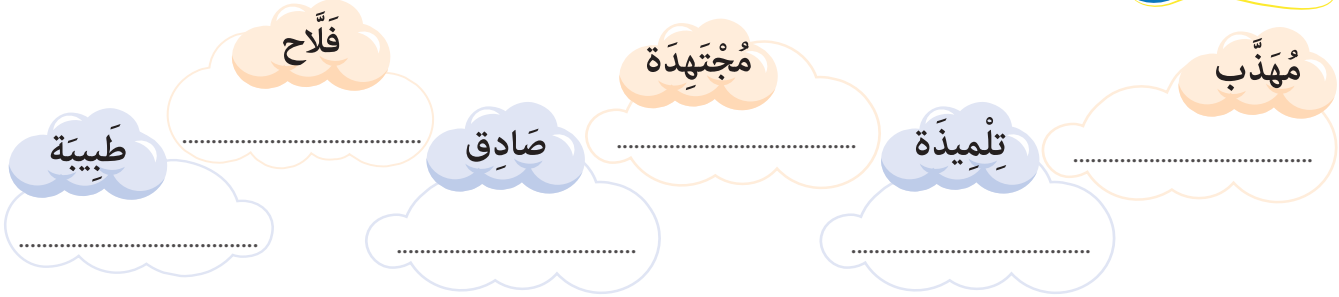 مُهَذَّب
مُجْتَهِدَة
فَلَّاح
تِلْمِيذَة
صَادِق
طَبِيبَة